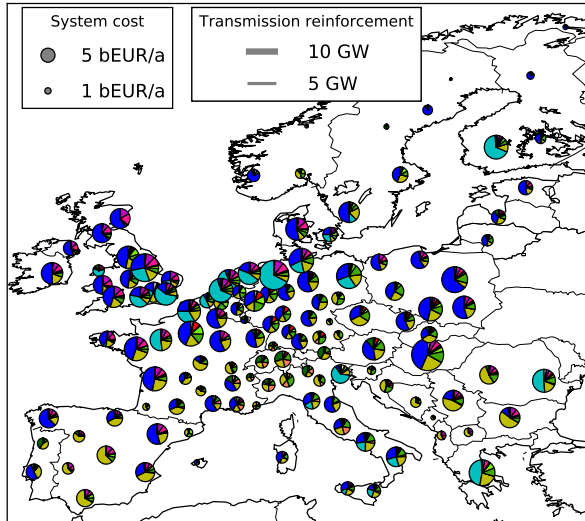 System cost
5 bEUR/a
1 bEUR/a
Transmission reinforcement
10 GW
5 GW